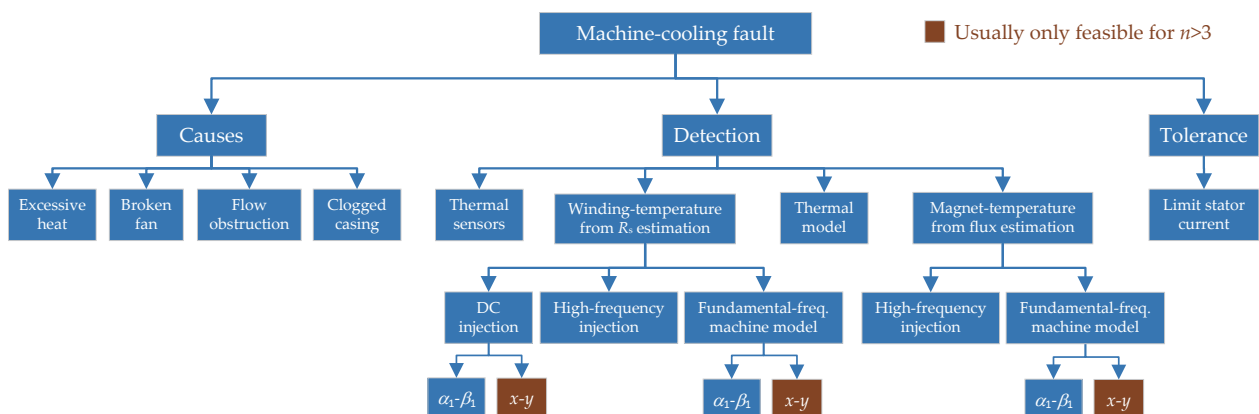 Machine-cooling fault
Usually only feasible for n>3
Causes
Detection
Tolerance
Excessive
heat
Broken
fan
Flow
obstruction
Clogged
casing
Thermal
sensors
Winding-temperature
from Rs estimation
Thermal
model
Magnet-temperature
from flux estimation
Limit stator
current
DC
injection
High-frequency
injection
Fundamental-freq.
machine model
High-frequency
injection
Fundamental-freq.
machine model
α1-β1
x-y
α1-β1
x-y
α1-β1
x-y